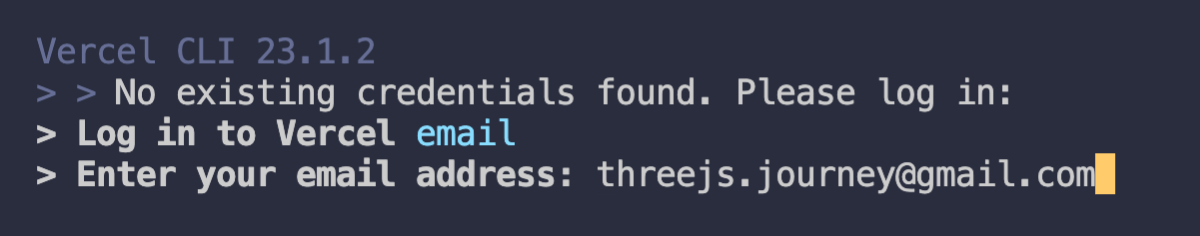 Vercel CLI 23.1.2
> > No existing credentials found. Please log in:
> Log in to Vercel email
> Enter your email address: threejs.journey@gmail.com